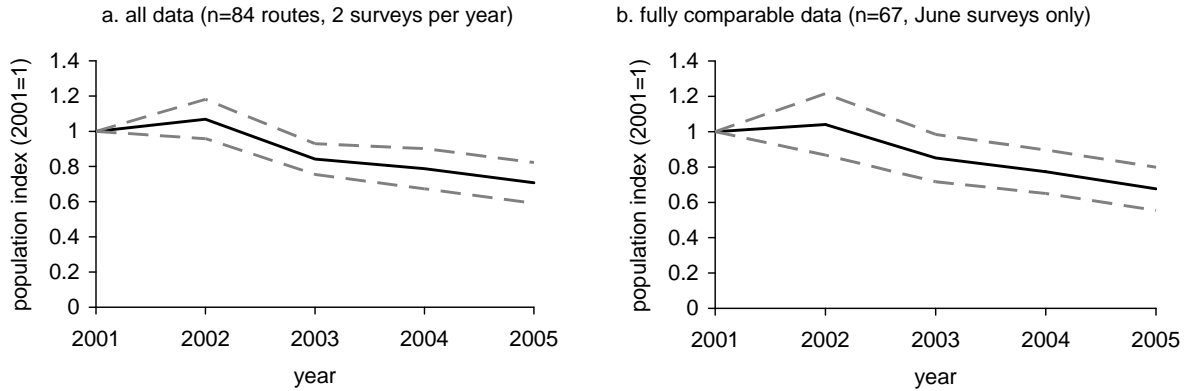 a. all data (n=84 routes, 2 surveys per year)
population index (2001=1)
1.4
1.2
1
0.8
0.6
0.4
0.2
0
2001 2002 2003 2004 2005
year
b. fully comparable data (n=67, June surveys only)
population index (2001=1)
1.4
1.2
1
0.8
0.6
0.4
0.2
0
2001 2002 2003 2004 2005
year